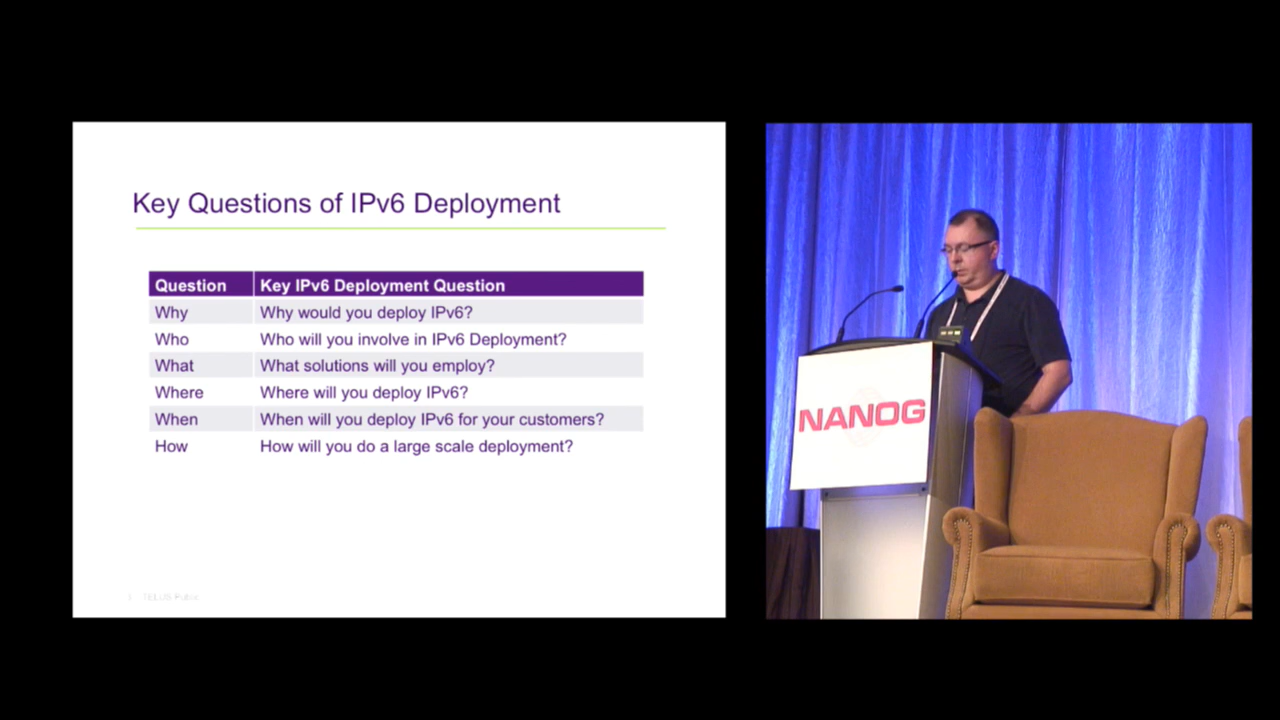 Key Questions of IPv6 Deployment
Question Key IPv6 Deployment Question
Why Why would you deploy IPv6?
Who Who will you involve in IPv6 Deployment?
What What solutions will you employ?
Where Where will you deploy IPv6?
When When will you deploy IPv6 for your customers?
How How will you do a large scale deployment?
TELUS Public
NANOG